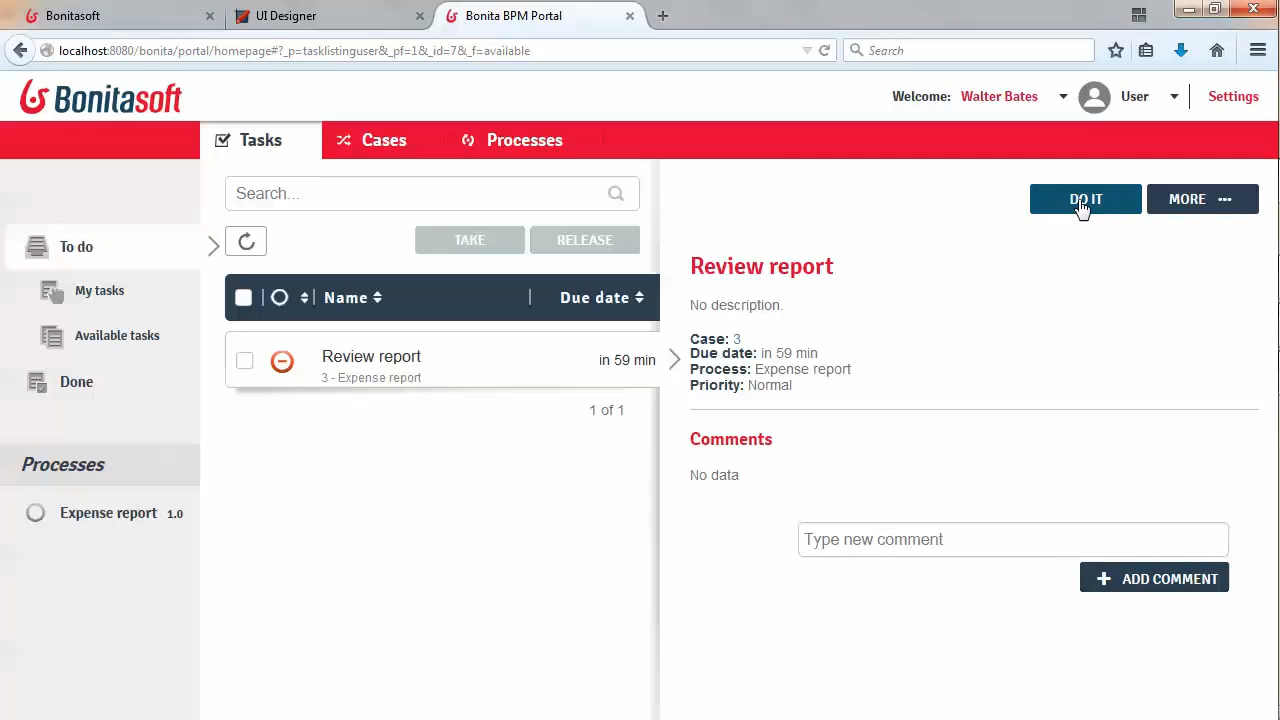 Bonitasoft
UI Designer
Bonita BPM Portal
localhost:8080/bonita/portal/homepage#?_p=tasklistinguser&_pf=1&_id=7&_f=available
Search
Bonitasoft
Welcome: Walter Bates
User
Settings
Tasks
Cases
Processes
To do
My tasks
Available tasks
Done
Processes
Expense report 1.0
Search...
TAKE
RELEASE
Name
Due date
Review report
in 59 min
3 - Expense report
1 of 1
DO IT
MORE
Review report
No description.
Case: 3
Due date: in 59 min
Process: Expense report
Priority: Normal
Comments
No data
Type new comment
ADD COMMENT